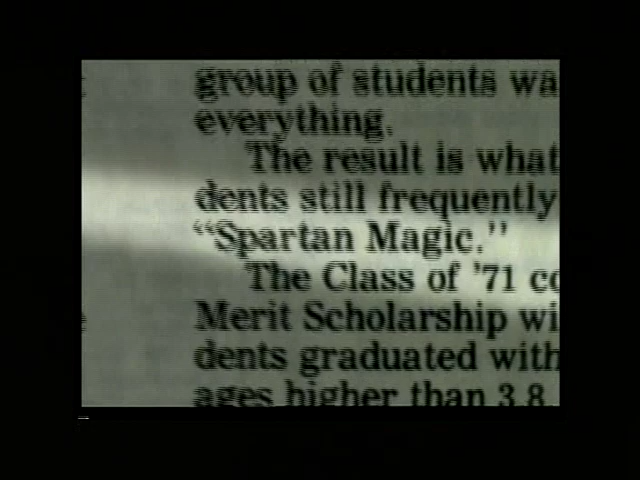 group of students wa
everything.
The result is what
dents still frequently
“Spartan Magic.”
The Class of '71 co
Merit Scholarship wi
dents graduated with
ages higher than 3.8